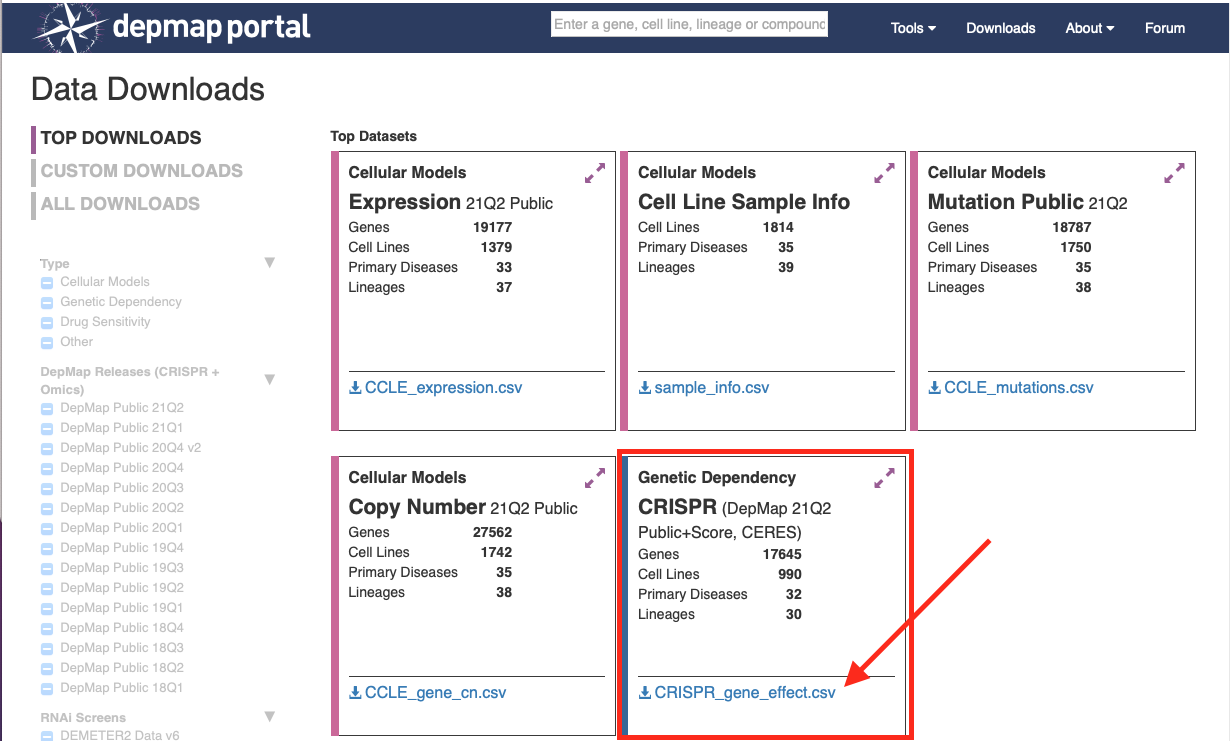 depmap portal
Enter a gene, cell line, lineage or compound
Tools
Downloads
About
Forum
Data Downloads
TOP DOWNLOADS
CUSTOM DOWNLOADS
ALL DOWNLOADS
Type
Cellular Models
Genetic Dependency
Drug Sensitivity
Other
DepMap Releases (CRISPR +
Omics)
DepMap Public 21Q2
DepMap Public 21Q1
DepMap Public 20Q4 v2
DepMap Public 20Q4
DepMap Public 20Q3
DepMap Public 20Q2
DepMap Public 20Q1
DepMap Public 19Q4
DepMap Public 19Q3
DepMap Public 19Q2
DepMap Public 19Q1
DepMap Public 18Q4
DepMap Public 18Q3
DepMap Public 18Q2
DepMap Public 18Q1
RNAi Screens
DEMETER2 Data v6
Top Datasets
Cellular Models
Expression 21Q2 Public
Genes 19177
Cell Lines 1379
Primary Diseases 33
Lineages 37
CCLE_expression.csv
Cellular Models
Cell Line Sample Info
Cell Lines 1814
Primary Diseases 35
Lineages 39
sample_info.csv
Cellular Models
Mutation Public 21Q2
Genes 18787
Cell Lines 1750
Primary Diseases 35
Lineages 38
CCLE_mutations.csv
Cellular Models
Copy Number 21Q2 Public
Genes 27562
Cell Lines 1742
Primary Diseases 35
Lineages 38
CCLE_gene_cn.csv
Genetic Dependency
CRISPR (DepMap 21Q2
Public+Score, CERES)
Genes 17645
Cell Lines 990
Primary Diseases 32
Lineages 30
CRISPR_gene_effect.csv